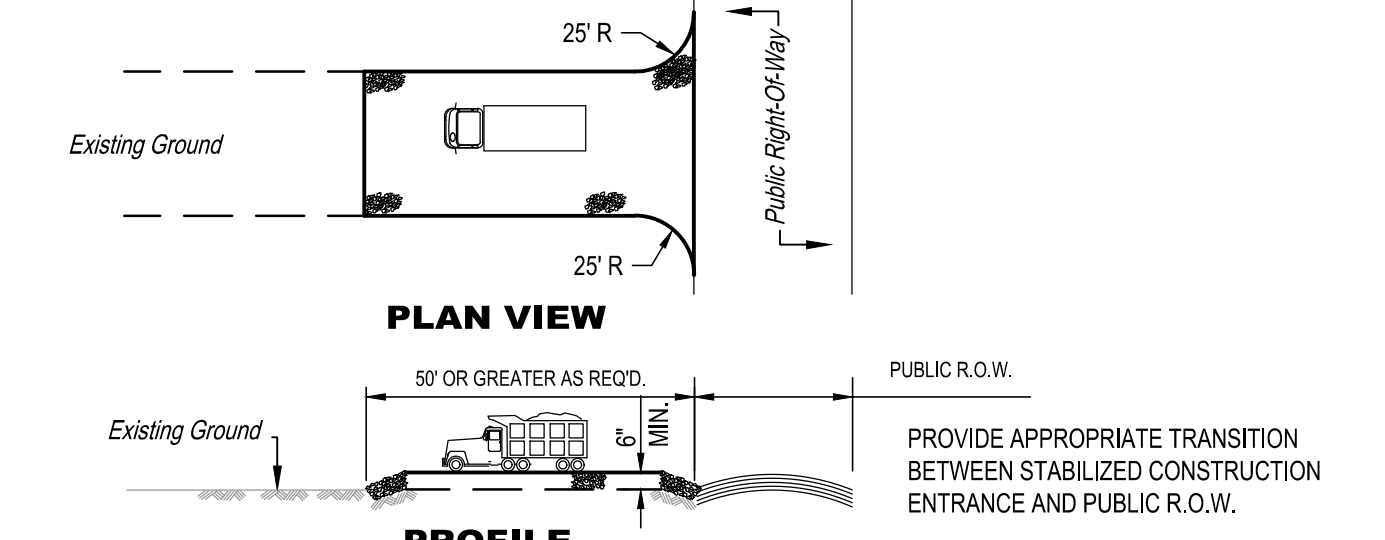 25' R
Existing Ground
Public Right-Of-Way
25' R
PLAN VIEW
50' OR GREATER AS REQ'D.
PUBLIC R.O.W.
Existing Ground
6"
MIN.
PROVIDE APPROPRIATE TRANSITION
BETWEEN STABILIZED CONSTRUCTION
ENTRANCE AND PUBLIC R.O.W.
PROFILE